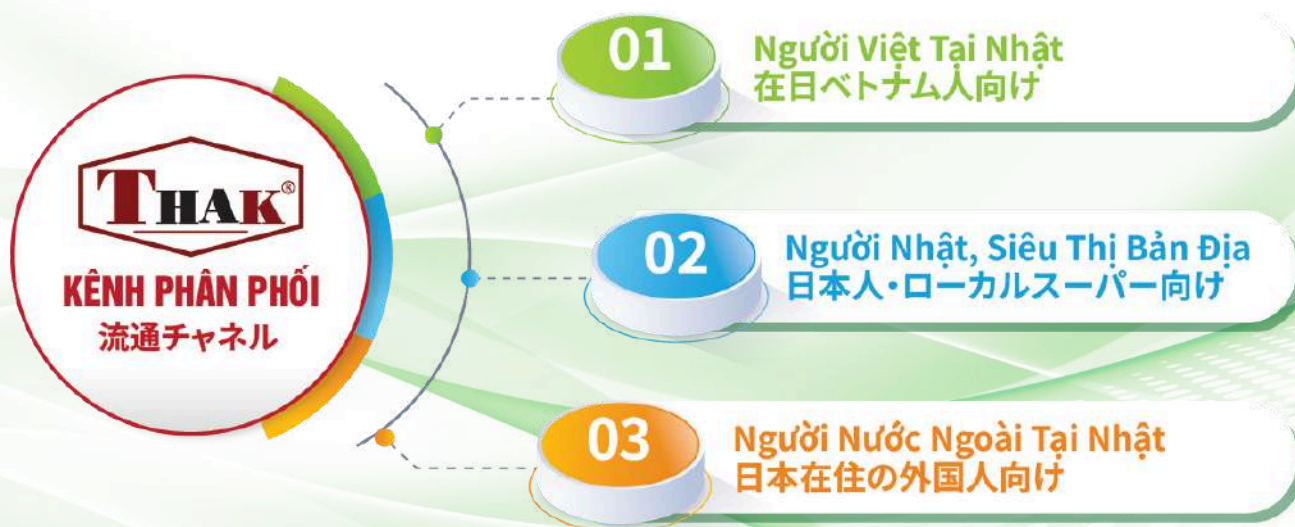 THAK®
KÊNH PHÂN PHỐI
流通チャネル
01
Người Việt Tại Nhật
在日ベトナム人向け
02
Người Nhật, Siêu Thị Bản Địa
日本人・ローカルスーパー向け
03
Người Nước Ngoài Tại Nhật
日本在住の外国人向け